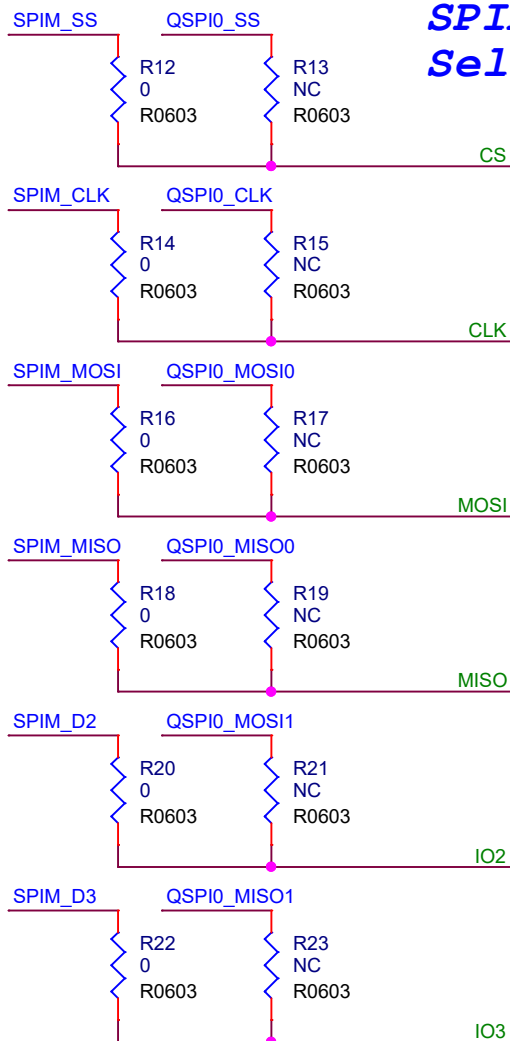 SPIM_SS QSPI0_SS
R12 R13
0 NC
R0603 R0603
CS
SPIM_CLK QSPI0_CLK
R14 R15
0 NC
R0603 R0603
CLK
SPIM_MOSI QSPI0_MOSI0
R16 R17
0 NC
R0603 R0603
MOSI
SPIM_MISO QSPI0_MISO0
R18 R19
0 NC
R0603 R0603
MISO
SPIM_D2 QSPI0_MOSI1
R20 R21
0 NC
R0603 R0603
IO2
SPIM_D3 QSPI0_MISO1
R22 R23
0 NC
R0603 R0603
IO3